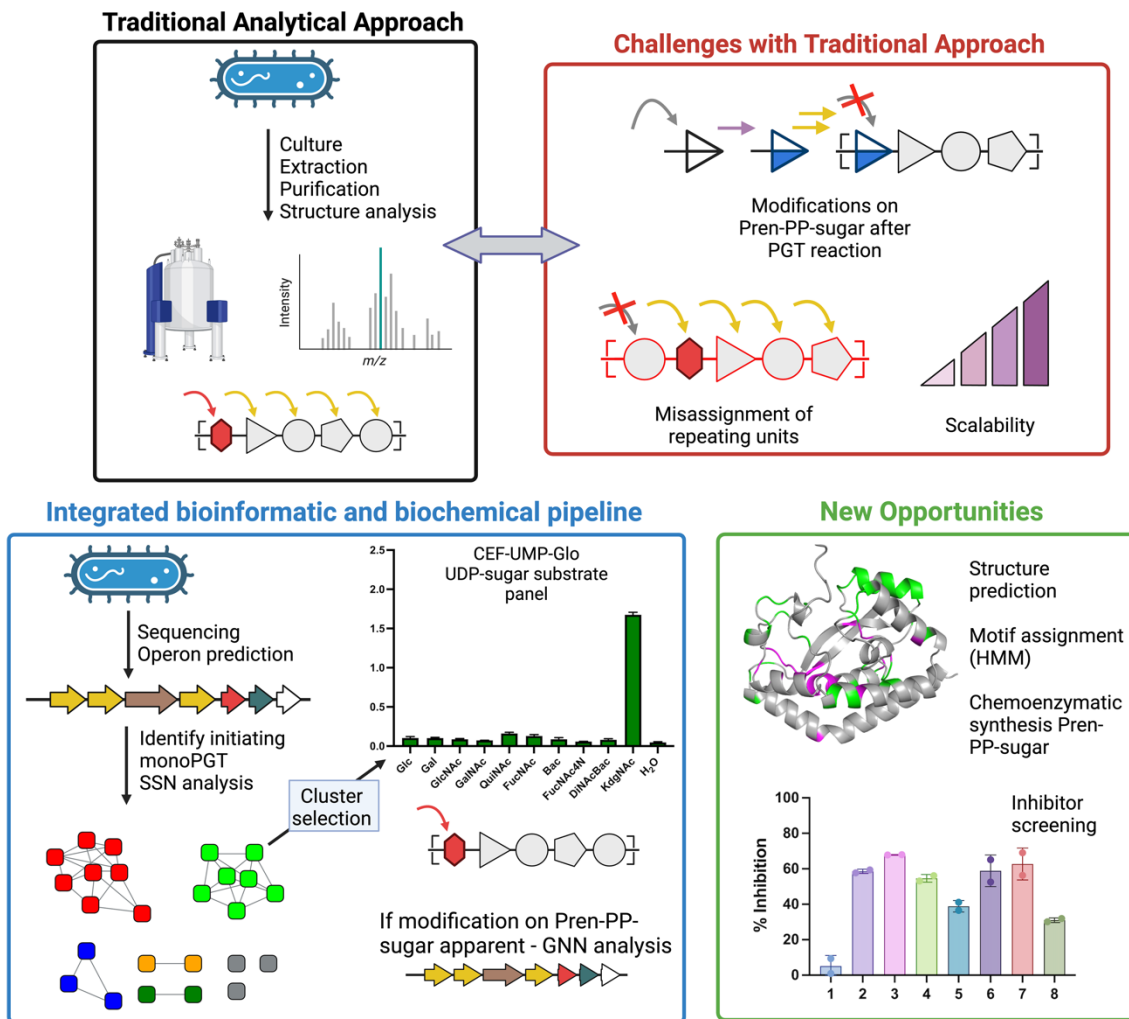 Traditional Analytical Approach
Culture
Extraction
Purification
Structure analysis
Intensity
m/z
Challenges with Traditional Approach
Modifications on
Pren-PP-sugar after
PGT reaction
Misassignment of
repeating units
Scalability
Integrated bioinformatic and biochemical pipeline
Sequencing
Operon prediction
Identify initiating
monoPGT
SSN analysis
Cluster
selection
CEF-UMP-Glo
UDP-sugar substrate
panel
2.5
2.0
1.5
1.0
0.5
0.0
Glc
Gal
GlcNAc
GalNAc
QuiNAc
FucNAc
Bac
FucNAc4N
DiNAcBac
KdgNAc
H₂O
If modification on Pren-PP-
sugar apparent - GNN analysis
New Opportunities
Structure
prediction
Motif assignment
(HMM)
Chemoenzymatic
synthesis Pren-
PP-sugar
Inhibitor
screening
% Inhibition
100
80
60
40
20
0
1 2 3 4 5 6 7 8